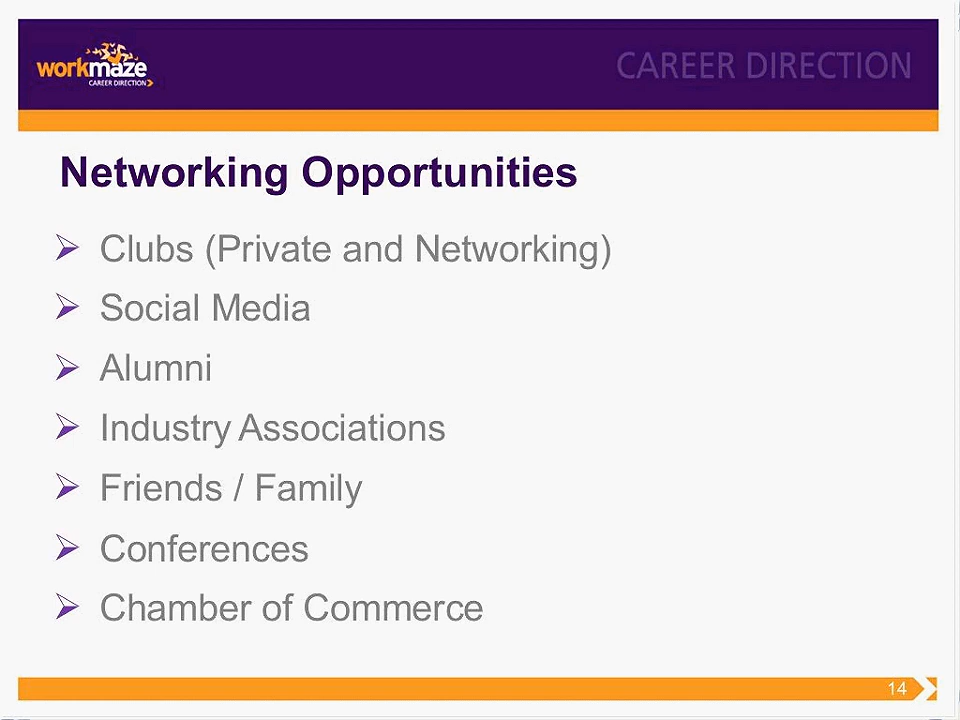 workmaze
CAREER DIRECTION
CAREER DIRECTION
Networking Opportunities
Clubs (Private and Networking)
Social Media
Alumni
Industry Associations
Friends / Family
Conferences
Chamber of Commerce
14